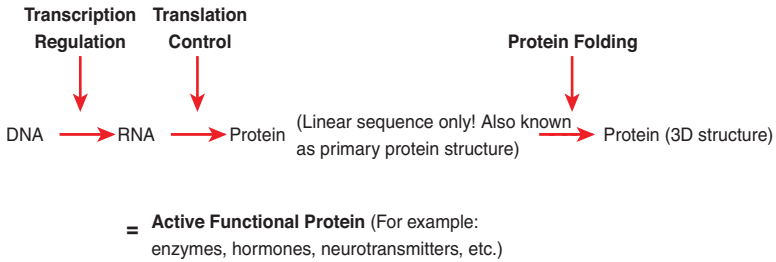 Transcription Translation
Regulation Control Protein Folding
DNA RNA Protein (Linear sequence only! Also known
as primary protein structure) Protein (3D structure)
= Active Functional Protein (For example:
enzymes, hormones, neurotransmitters, etc.)